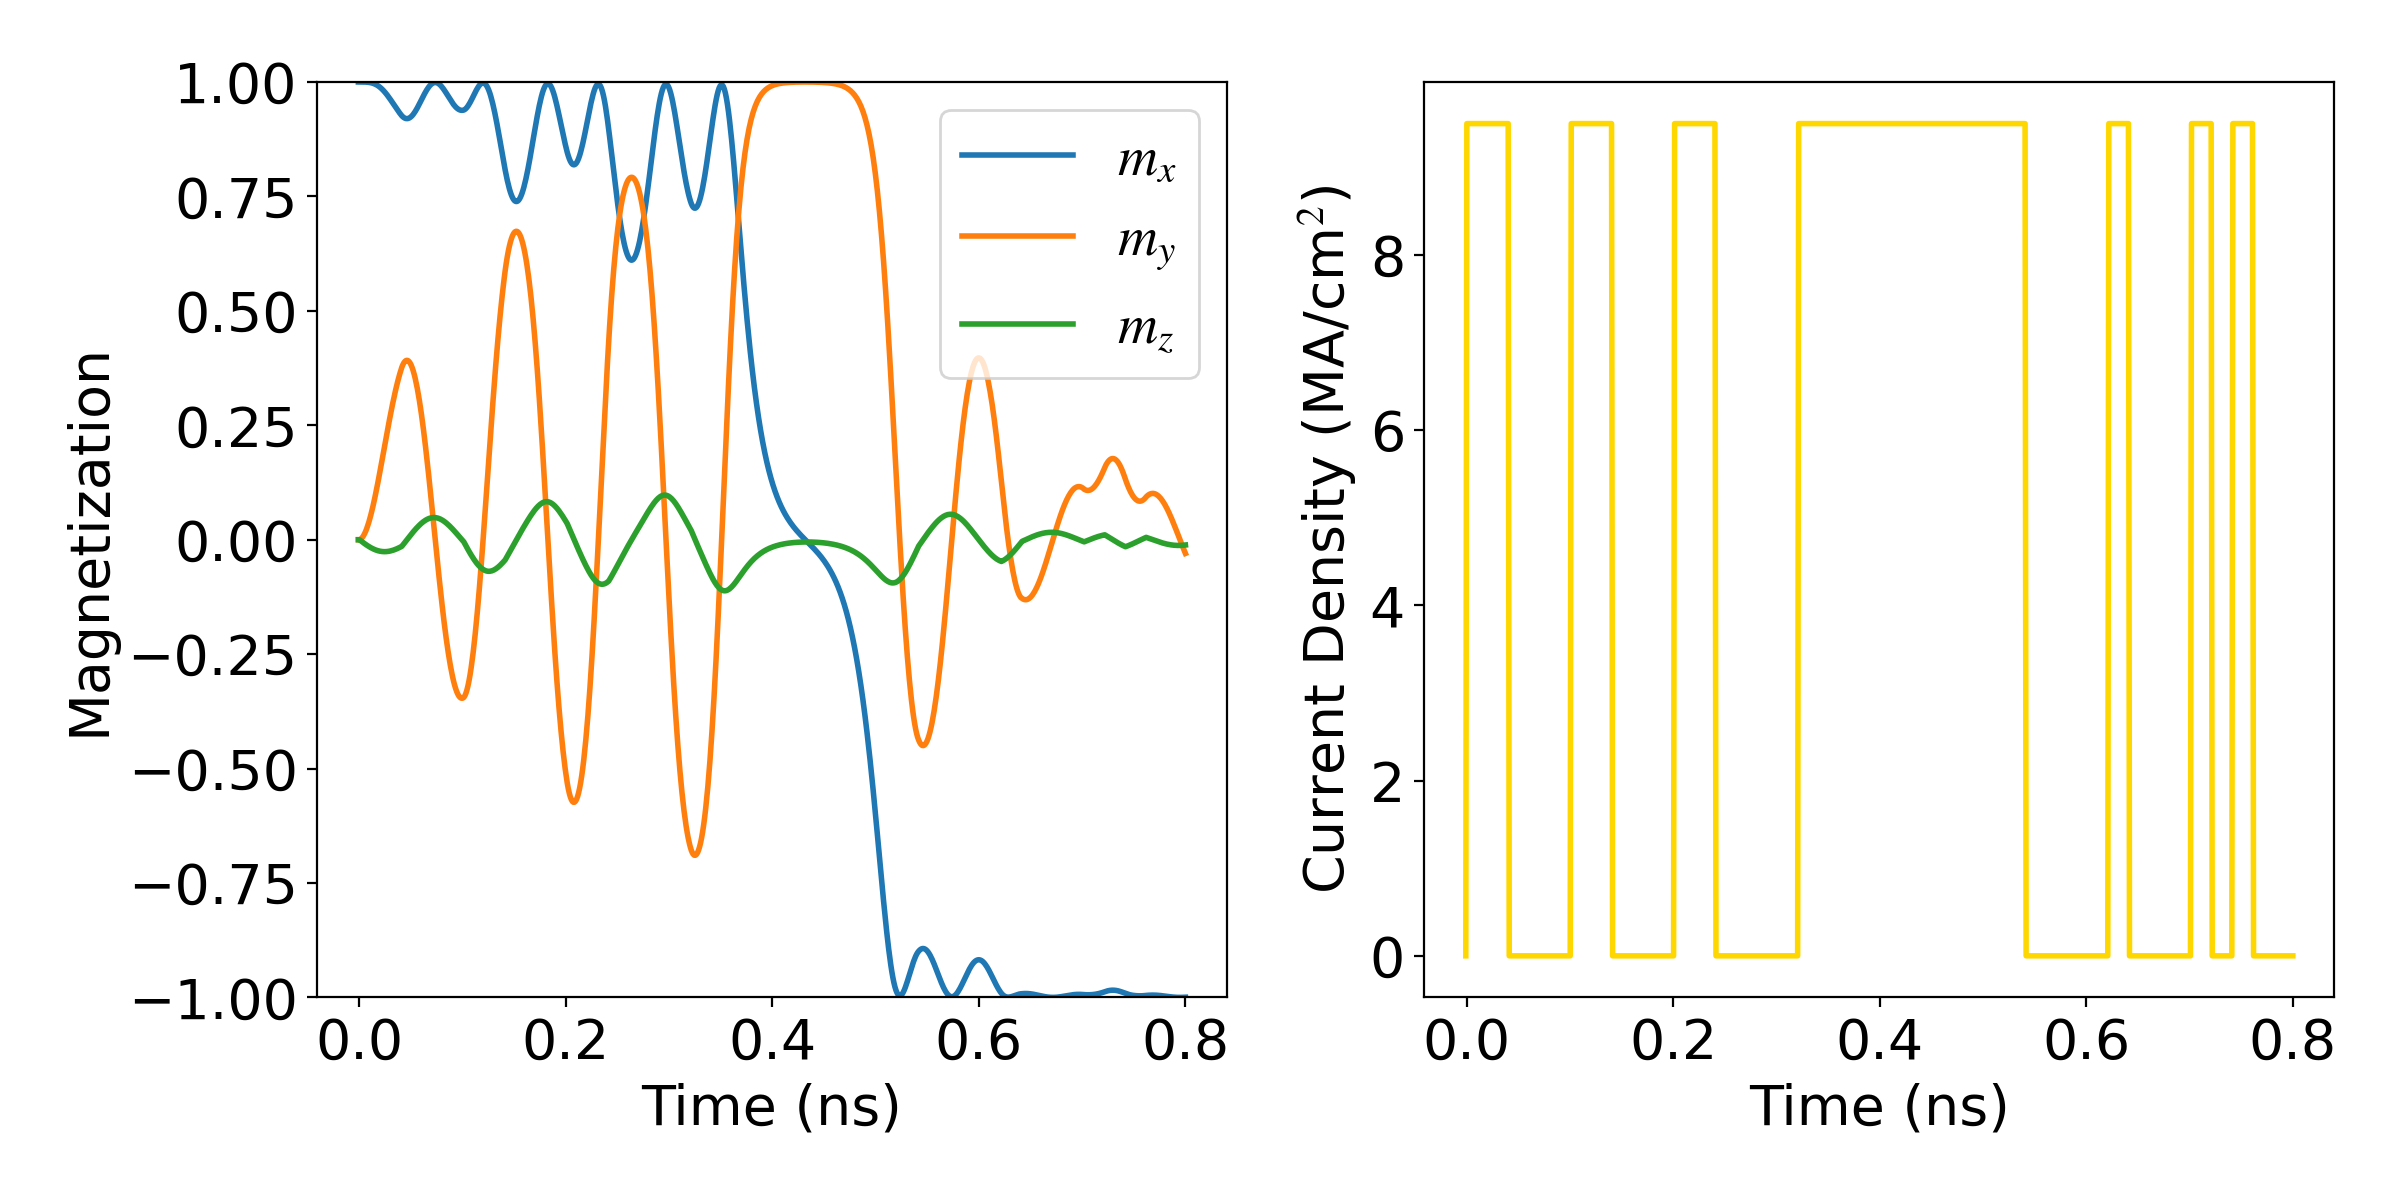 1.00
0.75
0.50
0.25
0.00
−0.25
−0.50
−0.75
−1.00
Magnetization
0.0 0.2 0.4 0.6 0.8
Time (ns)
m_x
m_y
m_z
8
6
4
2
0
Current Density (MA/cm²)
0.0 0.2 0.4 0.6 0.8
Time (ns)